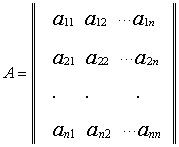 a₁₁ a₁₂ ⋯a₁ₙ
a₂₁ a₂₂ ⋯a₂ₙ
A = . . .
aₙ₁ aₙ₂ ⋯aₙₙ